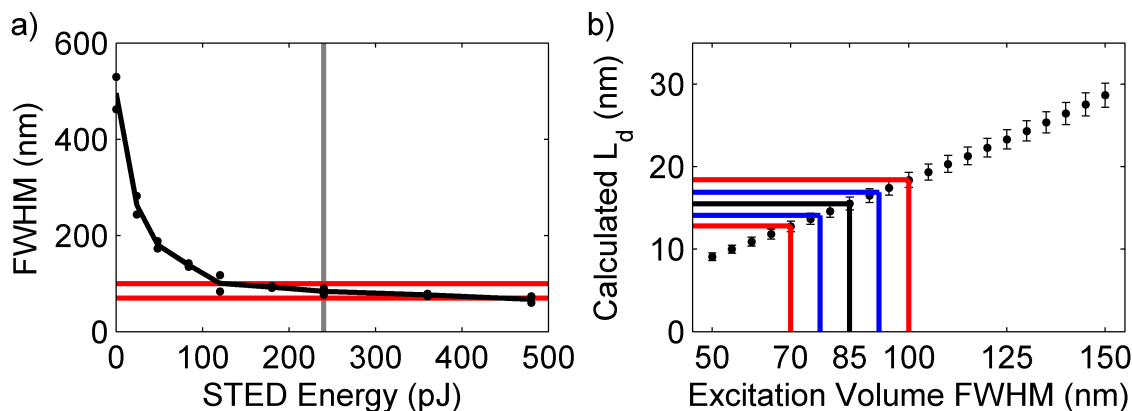 a)
600
400
200
0
FWHM (nm)
0 100 200 300 400 500
STED Energy (pJ)
b)
30
20
10
0
Calculated L_d (nm)
50 70 85 100 125 150
Excitation Volume FWHM (nm)